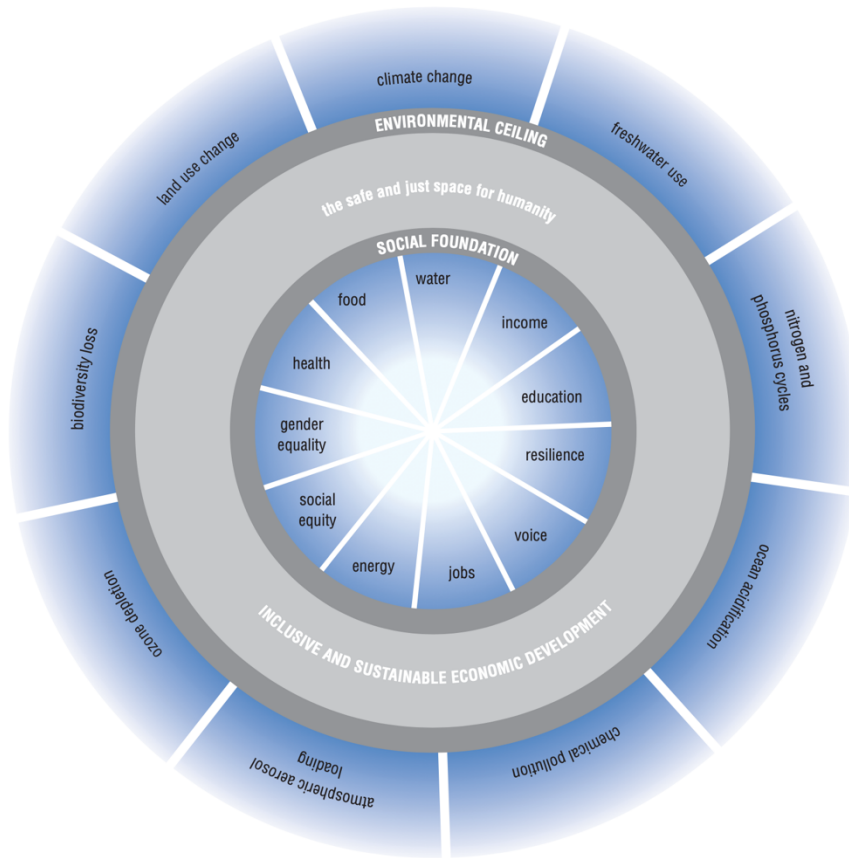 climate change
freshwater use
nitrogen and
phosphorus cycles
ocean acidification
chemical pollution
atmospheric aerosol
loading
ozone depletion
biodiversity loss
land use change
ENVIRONMENTAL CEILING
the safe and just space for humanity
SOCIAL FOUNDATION
water
income
education
resilience
voice
jobs
energy
social
equity
gender
equality
health
food
INCLUSIVE AND SUSTAINABLE ECONOMIC DEVELOPMENT